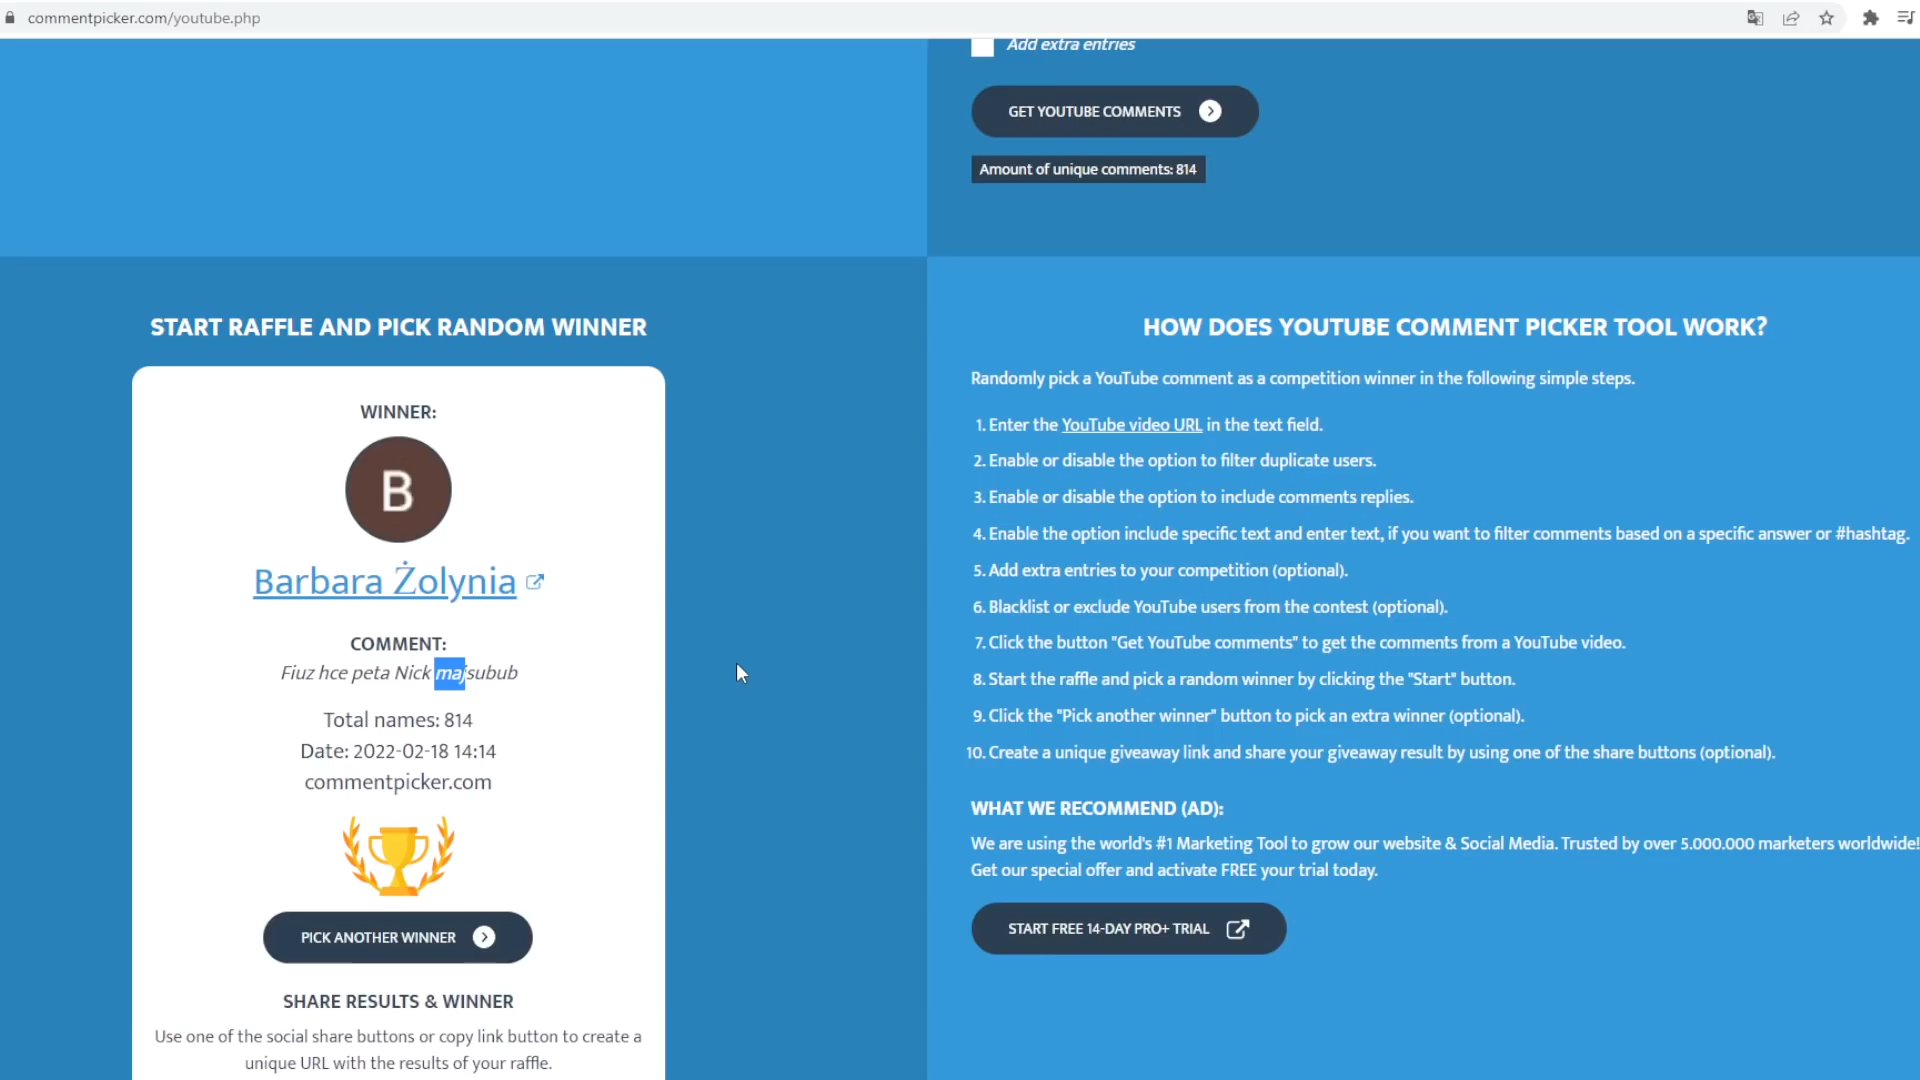 commentpicker.com/youtube.php
Add extra entries
GET YOUTUBE COMMENTS
Amount of unique comments: 814
START RAFFLE AND PICK RANDOM WINNER
WINNER:
B
Barbara Żolynia
COMMENT:
Fiuz hce peta Nick majsubub
Total names: 814
Date: 2022-02-18 14:14
commentpicker.com
PICK ANOTHER WINNER
SHARE RESULTS & WINNER
Use one of the social share buttons or copy link button to create a
unique URL with the results of your raffle.
HOW DOES YOUTUBE COMMENT PICKER TOOL WORK?
Randomly pick a YouTube comment as a competition winner in the following simple steps.
1. Enter the YouTube video URL in the text field.
2. Enable or disable the option to filter duplicate users.
3. Enable or disable the option to include comments replies.
4. Enable the option include specific text and enter text, if you want to filter comments based on a specific answer or #hashtag.
5. Add extra entries to your competition (optional).
6. Blacklist or exclude YouTube users from the contest (optional).
7. Click the button "Get YouTube comments" to get the comments from a YouTube video.
8. Start the raffle and pick a random winner by clicking the "Start" button.
9. Click the "Pick another winner" button to pick an extra winner (optional).
10. Create a unique giveaway link and share your giveaway result by using one of the share buttons (optional).
WHAT WE RECOMMEND (AD):
We are using the world's #1 Marketing Tool to grow our website & Social Media. Trusted by over 5.000.000 marketers worldwide!
Get our special offer and activate FREE your trial today.
START FREE 14-DAY PRO+ TRIAL